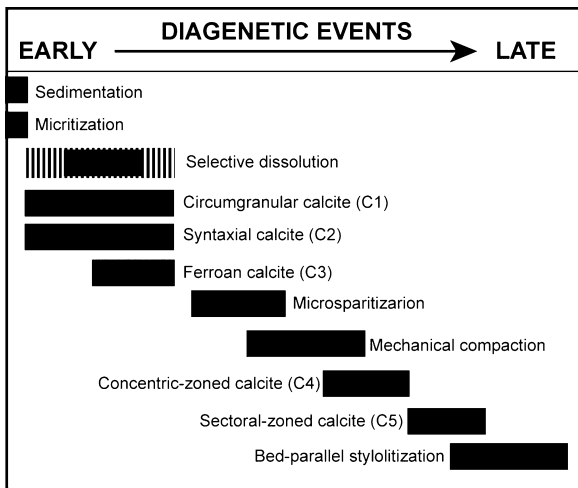 DIAGENETIC EVENTS
EARLY LATE
Sedimentation
Micritization
Selective dissolution
Circumgranular calcite (C1)
Syntaxial calcite (C2)
Ferroan calcite (C3)
Microsparitizarion
Mechanical compaction
Concentric-zoned calcite (C4)
Sectoral-zoned calcite (C5)
Bed-parallel stylolitization